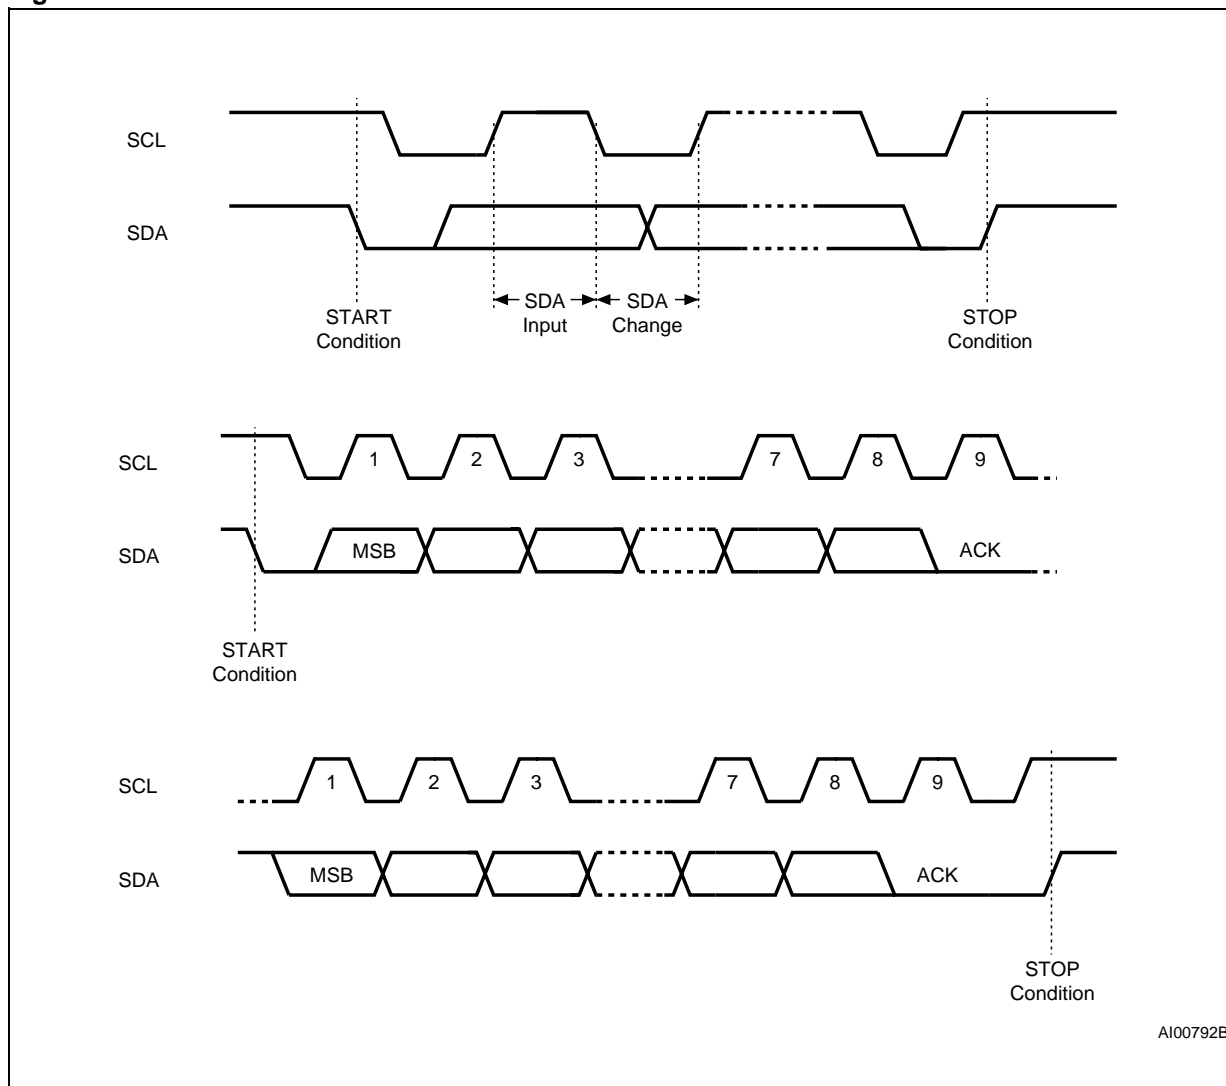 SCL
SDA
SDA
Input
SDA
Change
START
Condition
STOP
Condition
SCL
1
2
3
7
8
9
SDA
MSB
ACK
START
Condition
SCL
1
2
3
7
8
9
SDA
MSB
ACK
STOP
Condition
AI00792B